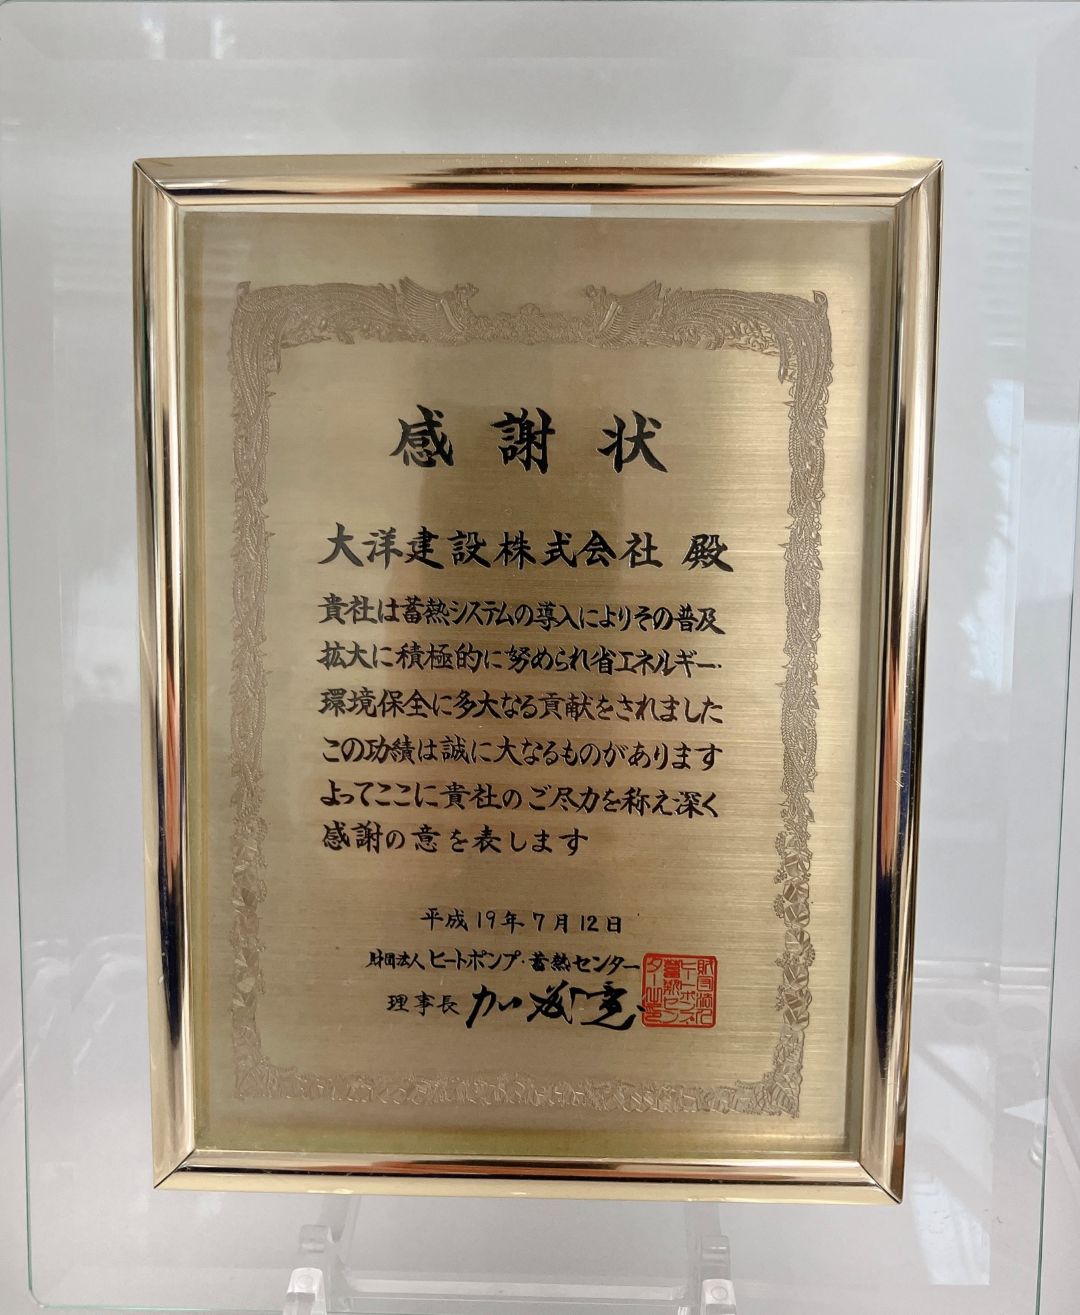 感謝状
大洋建設株式会社 殿
貴社は蓄熱システムの導入によりその普及
拡大に積極的に努められ省エネルギー・
環境保全に多大なる貢献をされました
この功績は誠に大なるものがあります
よってここに貴社のご尽力を称え深く
感謝の意を表します
平成19年7月12日
財団法人 ヒートポンプ・蓄熱センター
理事長